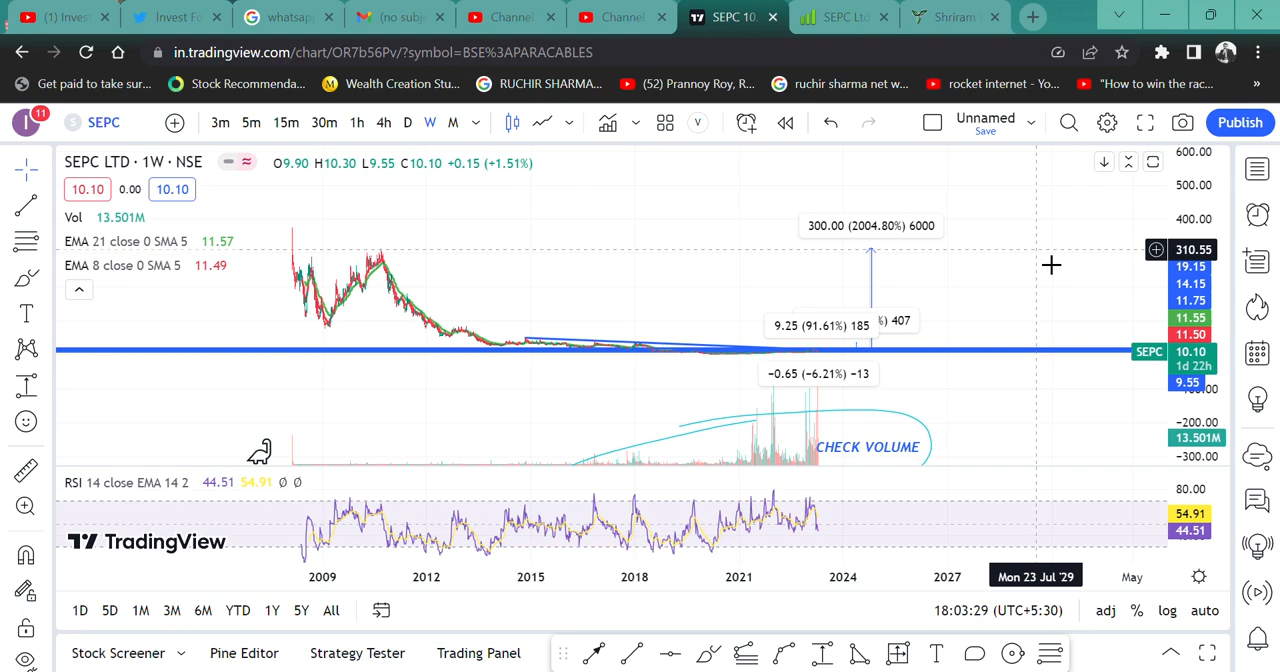 (1) Invest
Invest Fo
whatsap
(no subj
Channel
Channel
SEPC 10.
SEPC Ltd
Shriram
in.tradingview.com/chart/OR7b56Pv/?symbol=BSE%3APARACABLES
Get paid to take sur...
Stock Recommenda...
Wealth Creation Stu...
RUCHIR SHARMA...
(52) Prannoy Roy, R...
ruchir sharma net w...
rocket internet - Yo...
"How to win the rac...
»
I 11
S SEPC
3m 5m 15m 30m 1h 4h D W M
V
Unnamed
Save
Publish
SEPC LTD · 1W · NSE
O9.90 H10.30 L9.55 C10.10 +0.15 (+1.51%)
10.10 0.00 10.10
Vol 13.501M
EMA 21 close 0 SMA 5 11.57
EMA 8 close 0 SMA 5 11.49
300.00 (2004.80%) 6000
%) 407
9.25 (91.61%) 185
−0.65 (−6.21%) −13
CHECK VOLUME
600.00
500.00
400.00
310.55
19.15
14.15
11.75
11.55
11.50
SEPC 10.10
1d 22h
9.55
−200.00
13.501M
−300.00
RSI 14 close EMA 14 2 44.51 54.91 Ø Ø
80.00
54.91
44.51
TradingView
2009 2012 2015 2018 2021 2024 2027 Mon 23 Jul '29 May
1D 5D 1M 3M 6M YTD 1Y 5Y All
18:03:29 (UTC+5:30) adj % log auto
Stock Screener Pine Editor Strategy Tester Trading Panel